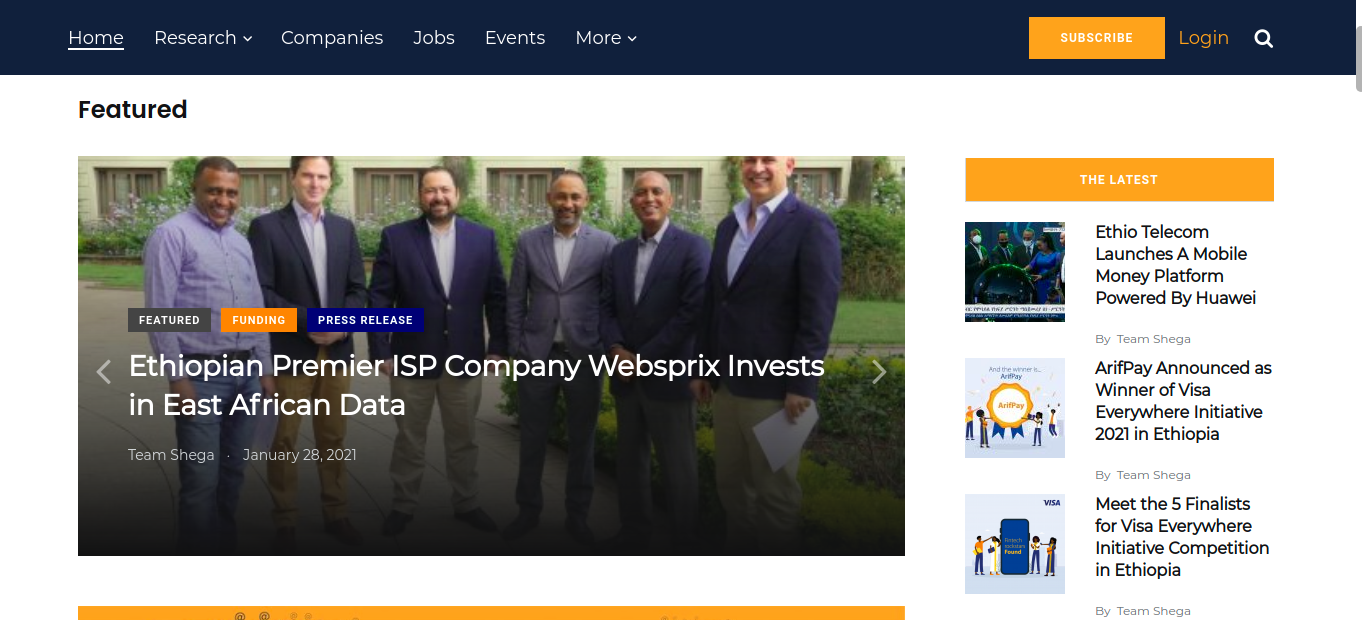 Home Research Companies Jobs Events More SUBSCRIBE Login
Featured
FEATURED FUNDING PRESS RELEASE
Ethiopian Premier ISP Company Websprix Invests
in East African Data
Team Shega · January 28, 2021
THE LATEST
Ethio Telecom
Launches A Mobile
Money Platform
Powered By Huawei
By Team Shega
And the winner is...
ArifPay
ArifPay
ArifPay Announced as
Winner of Visa
Everywhere Initiative
2021 in Ethiopia
By Team Shega
VISA
Fintech
rockstars
Found
Meet the 5 Finalists
for Visa Everywhere
Initiative Competition
in Ethiopia
By Team Shega
@ @ @ @